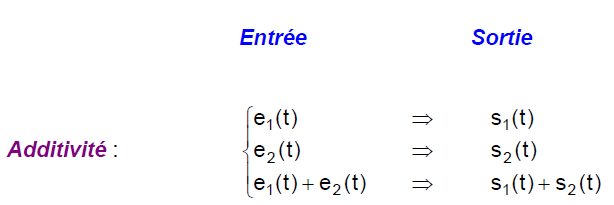 Entrée Sortie
e₁(t) ⇒ s₁(t)
Additivité : e₂(t) ⇒ s₂(t)
e₁(t) + e₂(t) ⇒ s₁(t) + s₂(t)